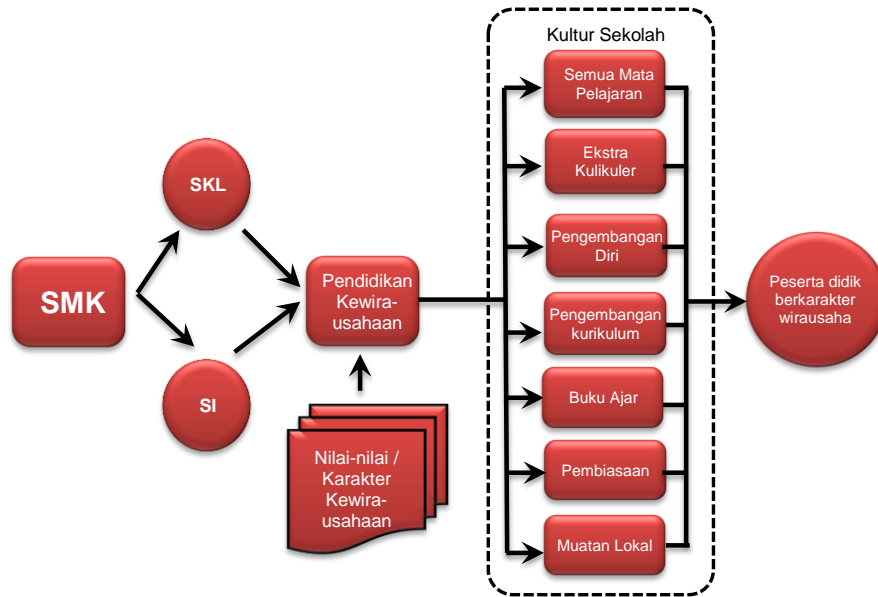 Kultur Sekolah
SMK
SKL
SI
Pendidikan
Kewira-
usahaan
Nilai-nilai /
Karakter
Kewira-
usahaan
Semua Mata
Pelajaran
Ekstra
Kulikuler
Pengembangan
Diri
Pengembangan
kurikulum
Buku Ajar
Pembiasaan
Muatan Lokal
Peserta didik
berkarakter
wirausaha